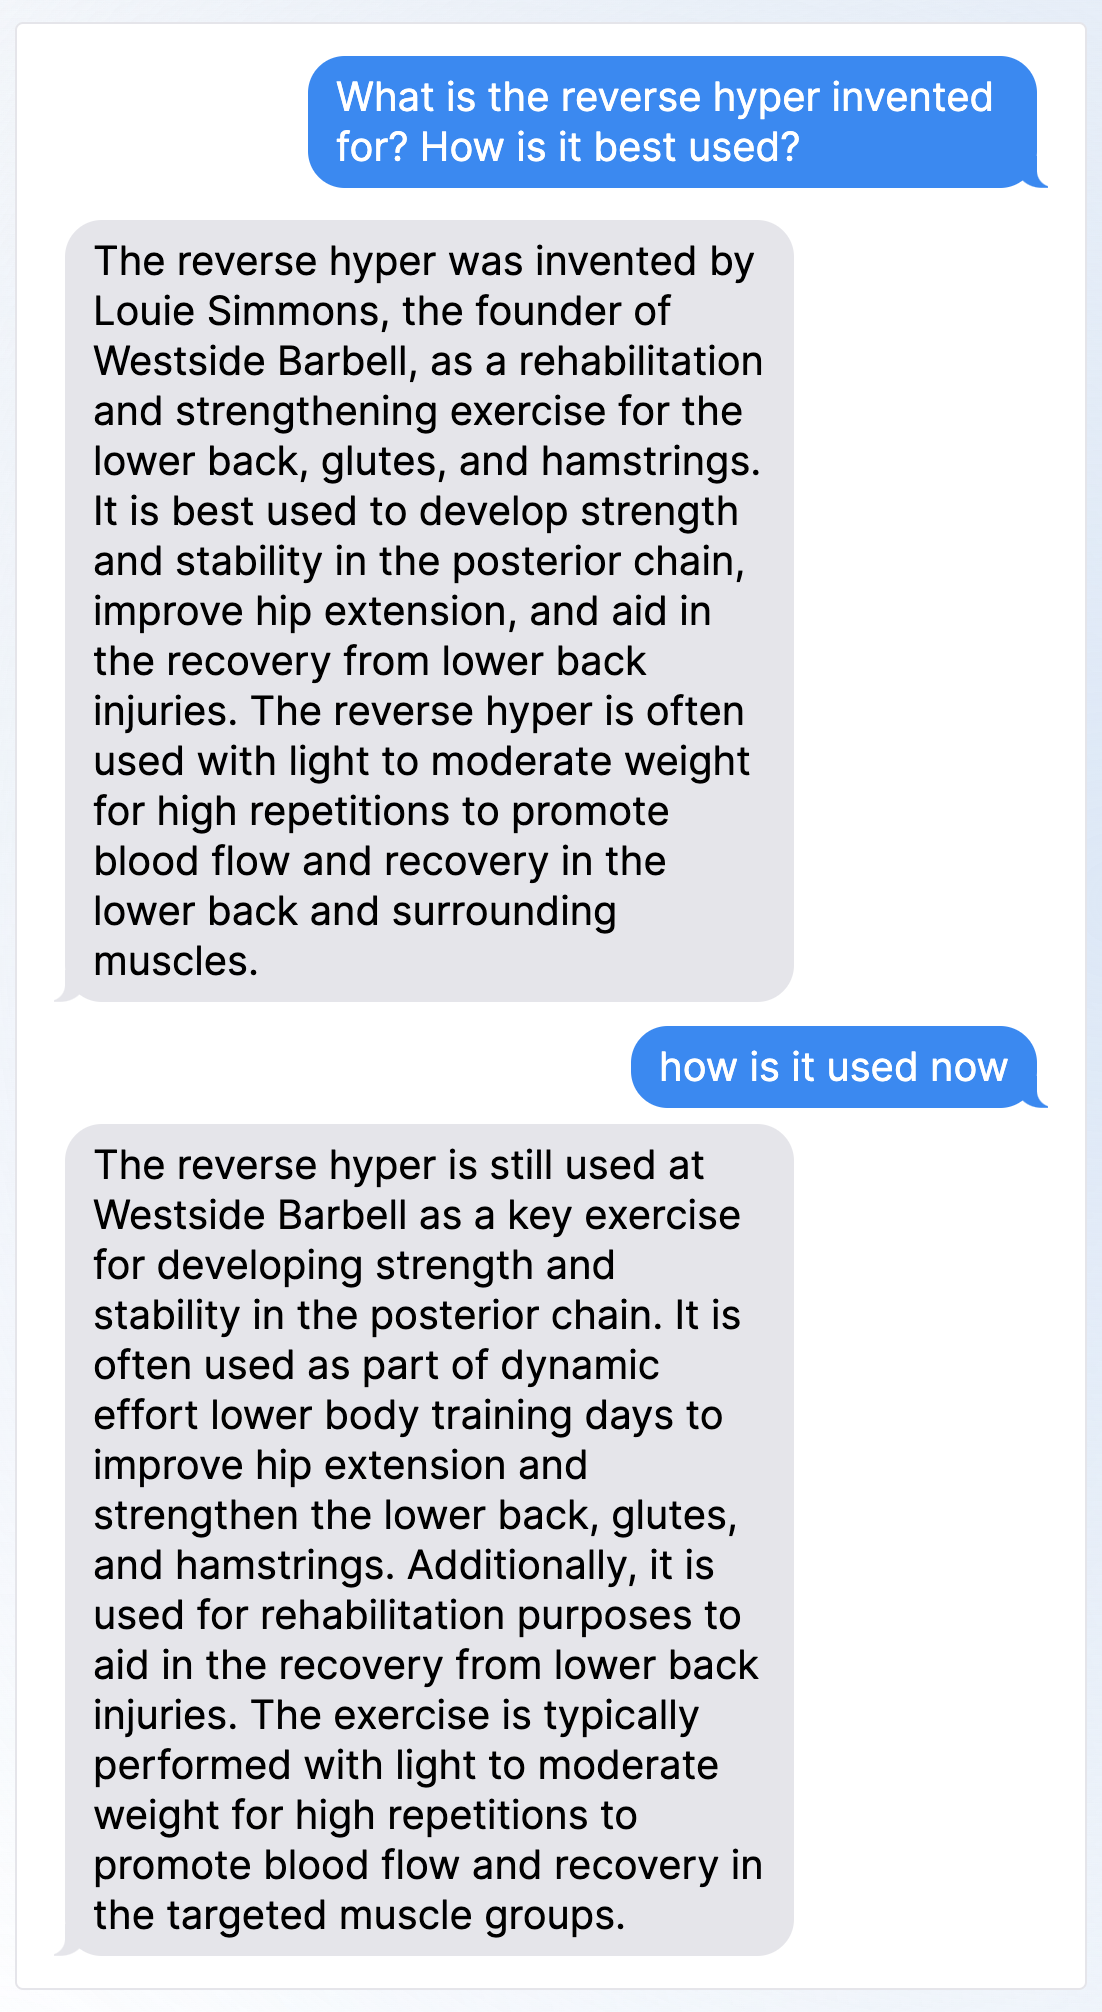 What is the reverse hyper invented
for? How is it best used?
The reverse hyper was invented by
Louie Simmons, the founder of
Westside Barbell, as a rehabilitation
and strengthening exercise for the
lower back, glutes, and hamstrings.
It is best used to develop strength
and stability in the posterior chain,
improve hip extension, and aid in
the recovery from lower back
injuries. The reverse hyper is often
used with light to moderate weight
for high repetitions to promote
blood flow and recovery in the
lower back and surrounding
muscles.
how is it used now
The reverse hyper is still used at
Westside Barbell as a key exercise
for developing strength and
stability in the posterior chain. It is
often used as part of dynamic
effort lower body training days to
improve hip extension and
strengthen the lower back, glutes,
and hamstrings. Additionally, it is
used for rehabilitation purposes to
aid in the recovery from lower back
injuries. The exercise is typically
performed with light to moderate
weight for high repetitions to
promote blood flow and recovery in
the targeted muscle groups.